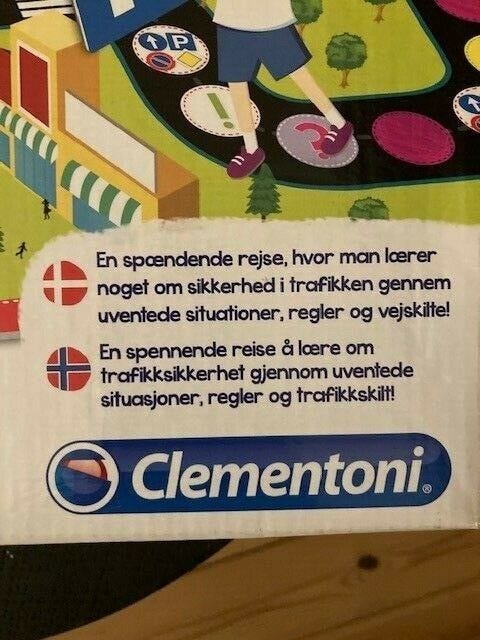 P
!
?
En spændende rejse, hvor man lærer
noget om sikkerhed i trafikken gennem
uventede situationer, regler og vejskilte!
En spennende reise å lære om
trafikksikkerhet gjennom uventede
situasjoner, regler og trafikkskilt!
Clementoni®